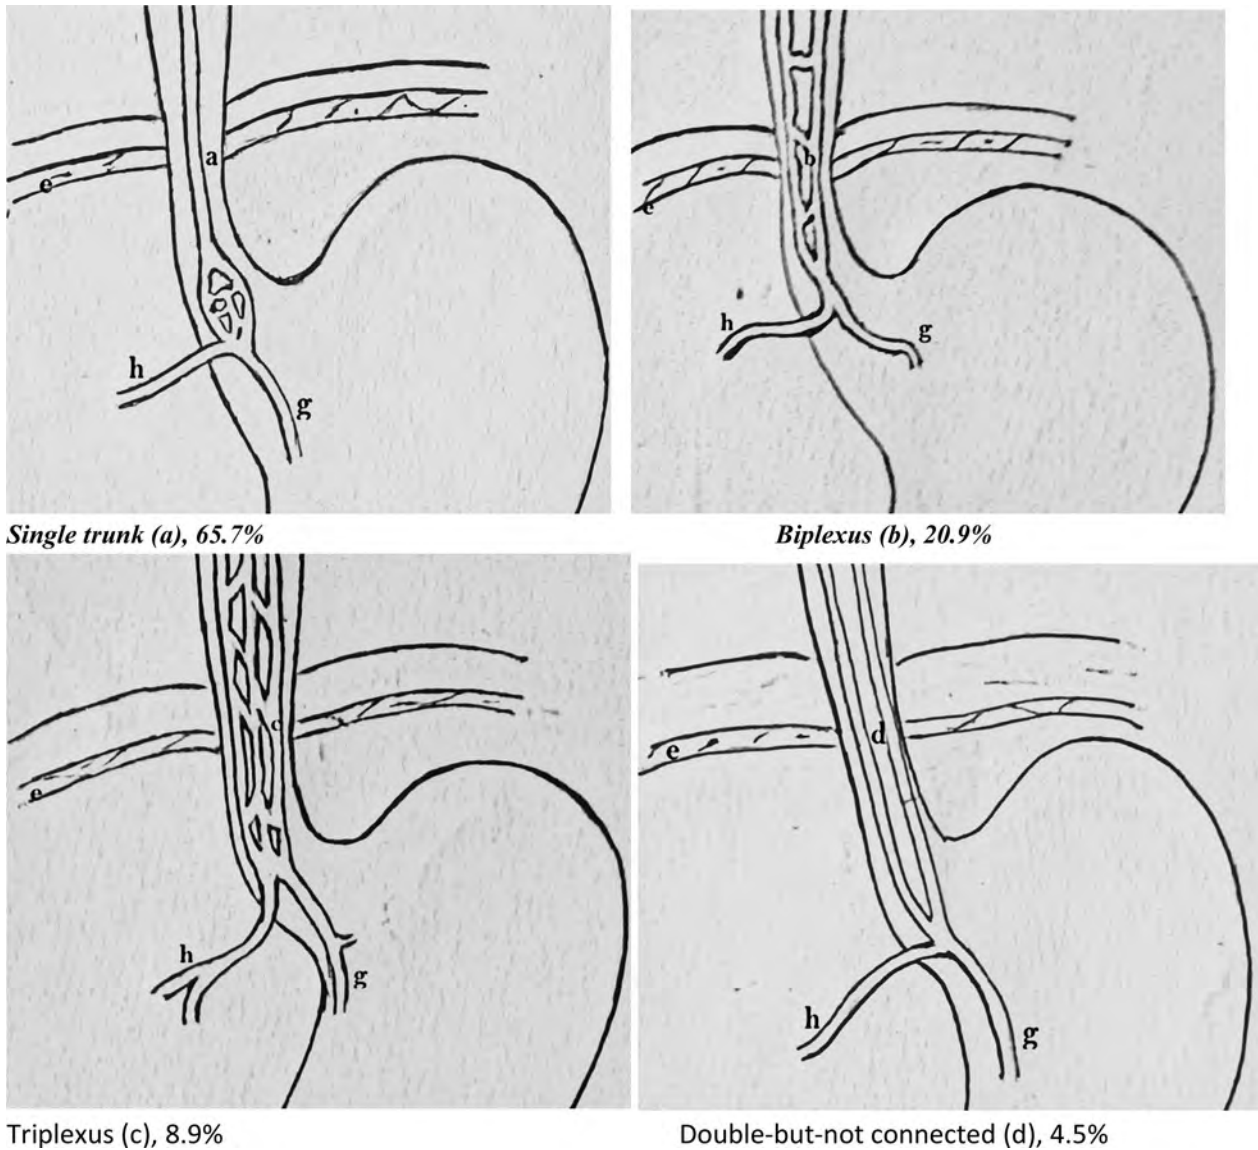 a
e
h
g
b
e
h
g
Single trunk (a), 65.7%
Biplexus (b), 20.9%
c
e
h
g
d
e
h
g
Triplexus (c), 8.9%
Double-but-not connected (d), 4.5%